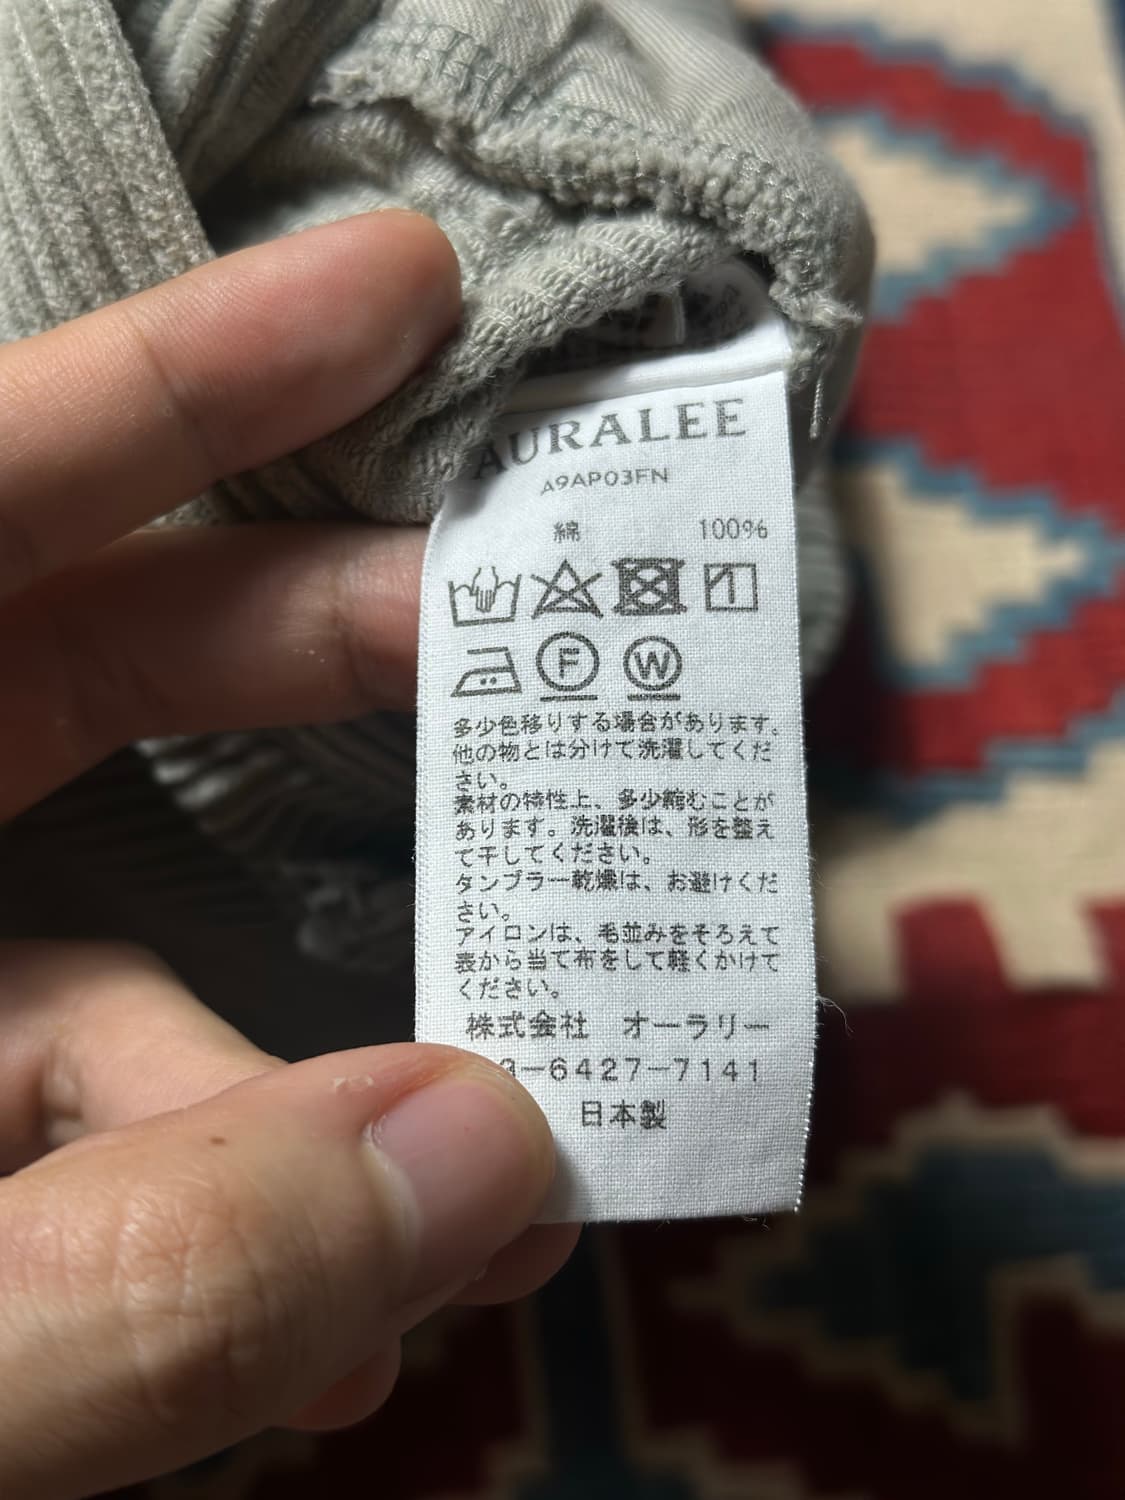 AURALEE
A9AP03FN
綿 100%
F W
多少色移りする場合があります。
他の物とは分けて洗濯してくだ
さい。
素材の特性上、多少縮むことが
あります。洗濯後は、形を整え
て干してください。
タンブラー乾燥は、お避けくだ
さい。
アイロンは、毛並みをそろえて
表から当て布をして軽くかけて
ください。
株式会社 オーラリー
3-6427-7141
日本製